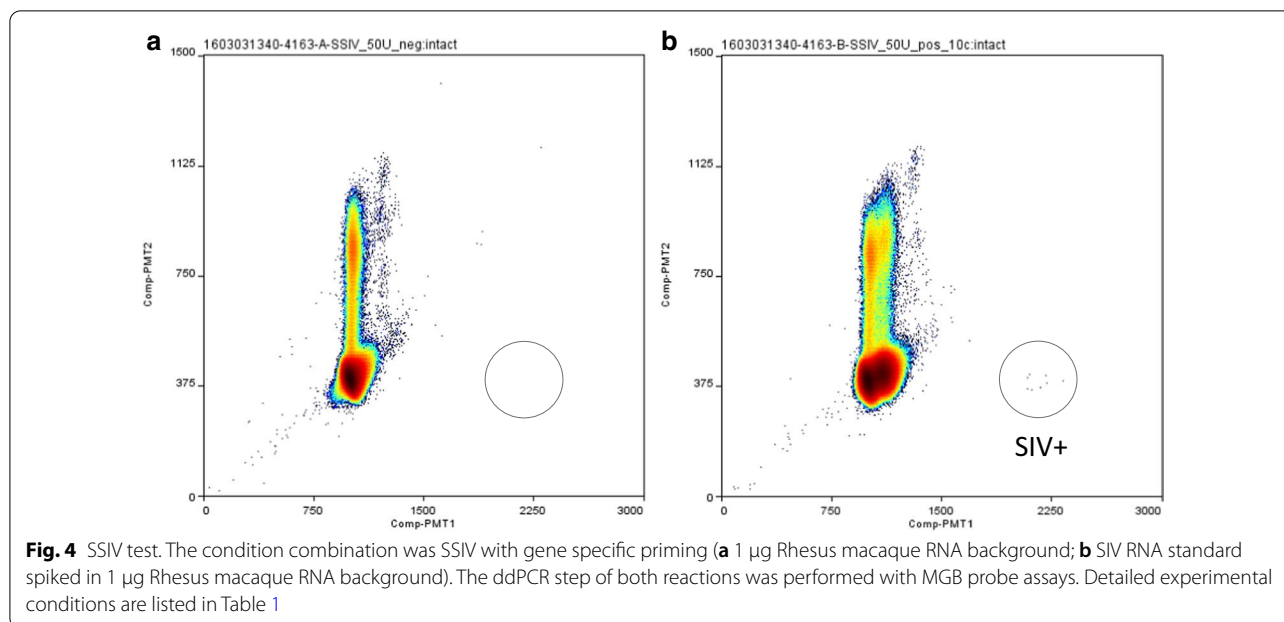 a
1603031340-4163-A-SSIV_50U_neg:intact
1500
1125
750
375
0
Comp-PMT2
0 750 1500 2250 3000
Comp-PMT1
b
1603031340-4163-B-SSIV_50U_pos_10c:intact
1500
1125
750
375
0
Comp-PMT2
SIV+
0 750 1500 2250 3000
Comp-PMT1
Fig. 4 SSIV test. The condition combination was SSIV with gene specific priming (a 1 µg Rhesus macaque RNA background; b SIV RNA standard
spiked in 1 µg Rhesus macaque RNA background). The ddPCR step of both reactions was performed with MGB probe assays. Detailed experimental
conditions are listed in Table 1